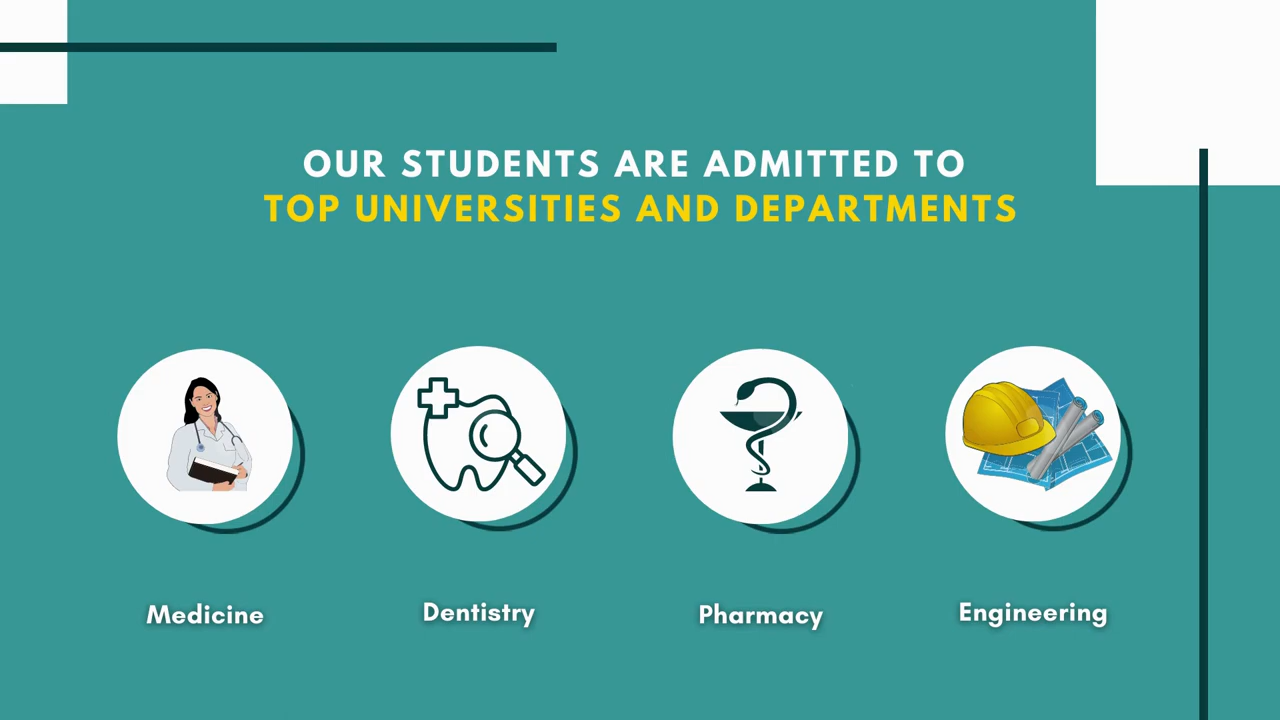 OUR STUDENTS ARE ADMITTED TO
TOP UNIVERSITIES AND DEPARTMENTS
Medicine
Dentistry
Pharmacy
Engineering